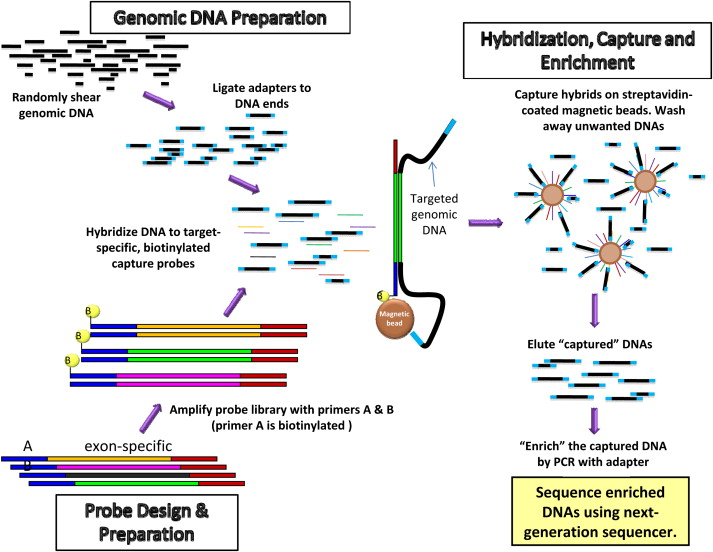 Genomic DNA Preparation
Randomly shear
genomic DNA
Ligate adapters to
DNA ends
Hybridize DNA to target-
specific, biotinylated
capture probes
B
B
B
Amplify probe library with primers A & B
(primer A is biotinylated )
A
exon-specific
B
Probe Design &
Preparation
Targeted
genomic
DNA
B
Magnetic
bead
Hybridization, Capture and
Enrichment
Capture hybrids on streptavidin-
coated magnetic beads. Wash
away unwanted DNAs
Elute “captured” DNAs
“Enrich” the captured DNA
by PCR with adapter
Sequence enriched
DNAs using next-
generation sequencer.